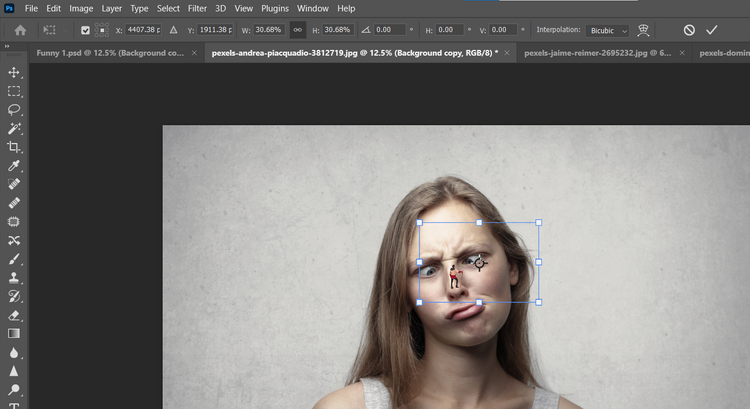 Ps File Edit Image Layer Type Select Filter 3D View Plugins Window Help
X: 4407.38 p Y: 1911.38 p W: 30.68% H: 30.68% 0.00 ° H: 0.00 ° V: 0.00 ° Interpolation: Bicubic
Funny 1.psd @ 12.5% (Background co... × pexels-andrea-piacquadio-3812719.jpg @ 12.5% (Background copy, RGB/8) * × pexels-jaime-reimer-2695232.jpg @ 6... × pexels-domin
T